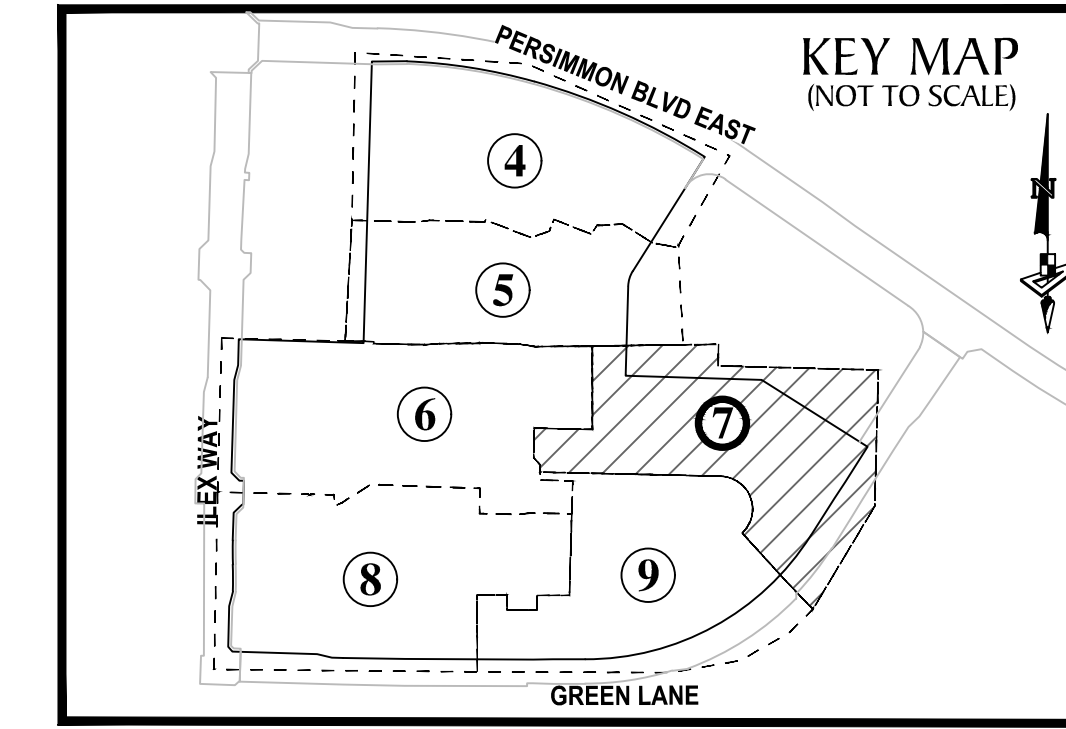 PERSIMMON BLVD EAST
KEY MAP
(NOT TO SCALE)
4
N
5
6
7
ILEX WAY
8
9
GREEN LANE